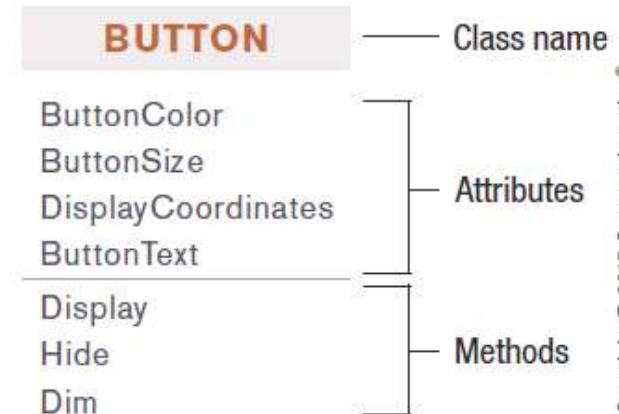 BUTTON
Class name
ButtonColor
ButtonSize
DisplayCoordinates
ButtonText
Attributes
Display
Hide
Dim
Methods